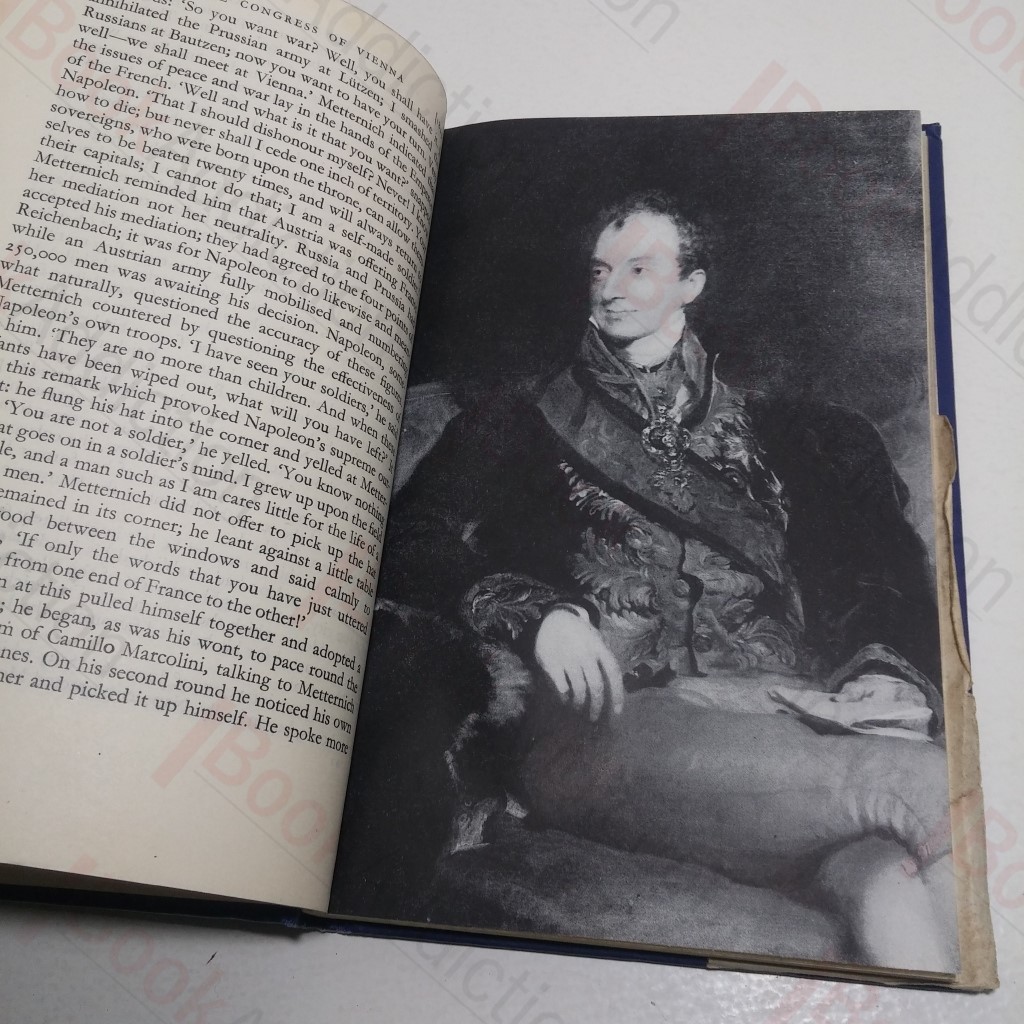 CONGRESS OF VIENNA
'So you want war? Well, you shall have
annihilated the Prussian army at Lützen; I smashed
Russians at Bautzen; now you want to have your turn. Very
well—we shall meet at Vienna.' Metternich indicated
the issues of peace and war lay in the hands of the Emperor
of the French. 'Well and what is it that you want?' snapped
Napoleon. 'That I should dishonour myself? Never! I know
how to die; but never shall I cede one inch of territory.
sovereigns, who were born upon the throne, can allow them-
selves to be beaten twenty times, and will always return to
their capitals; I cannot do that; I am a self-made soldier.
Metternich reminded him that Austria was offering France
her mediation not her neutrality. Russia and Prussia had
accepted his mediation; they had agreed to the four points of
Reichenbach; it was for Napoleon to do likewise and
while an Austrian army fully mobilised and numbering
250,000 men was awaiting his decision. Napoleon, some-
what naturally, questioned the accuracy of these figures.
Metternich countered by questioning the effectiveness of
Napoleon's own troops. 'I have seen your soldiers,' he said
him. 'They are no more than children. And when
have been wiped out, what will you have left?'
this remark which provoked Napoleon's supreme
he flung his hat into the corner and yelled at Metter-
'You are not a soldier,' he yelled. 'You know nothing
goes on in a soldier's mind. I grew up upon the field
and a man such as I am cares little for the life of a
men.' Metternich did not offer to pick up the hat
remained in its corner; he leant against a little table
between the windows and said calmly to
'If only the words that you have just uttered
from one end of France to the other!'
at this pulled himself together and adopted a
he began, as was his wont, to pace round the
of Camillo Marcolini, talking to Metternich
On his second round he noticed his own
and picked it up himself. He spoke more
Book Addiction